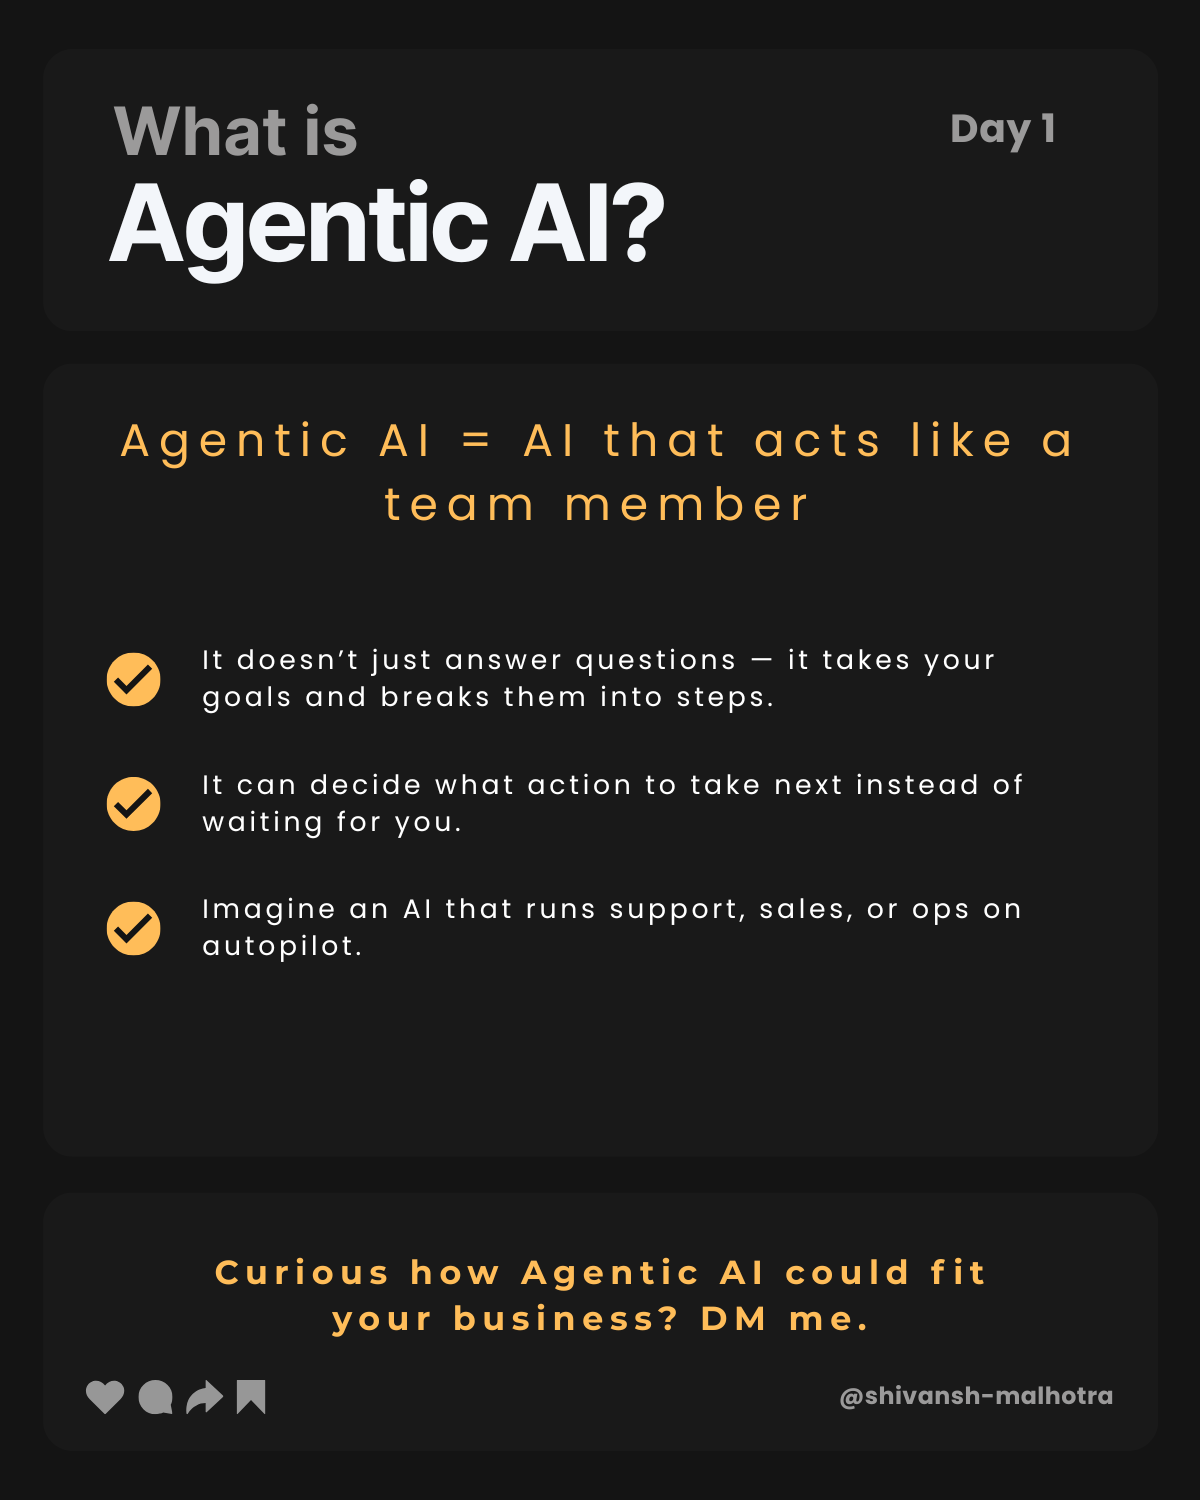 What is
Day 1
Agentic AI?
Agentic AI = AI that acts like a
team member
It doesn’t just answer questions — it takes your
goals and breaks them into steps.
It can decide what action to take next instead of
waiting for you.
Imagine an AI that runs support, sales, or ops on
autopilot.
Curious how Agentic AI could fit
your business? DM me.
@shivansh-malhotra